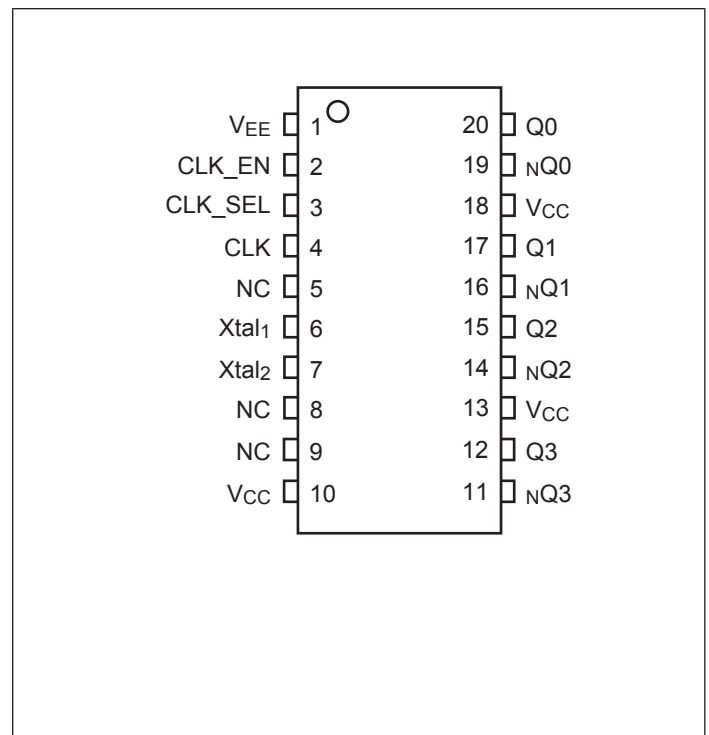 VEE 1 20 Q0
CLK_EN 2 19 NQ0
CLK_SEL 3 18 VCC
CLK 4 17 Q1
NC 5 16 NQ1
Xtal1 6 15 Q2
Xtal2 7 14 NQ2
NC 8 13 VCC
NC 9 12 Q3
VCC 10 11 NQ3